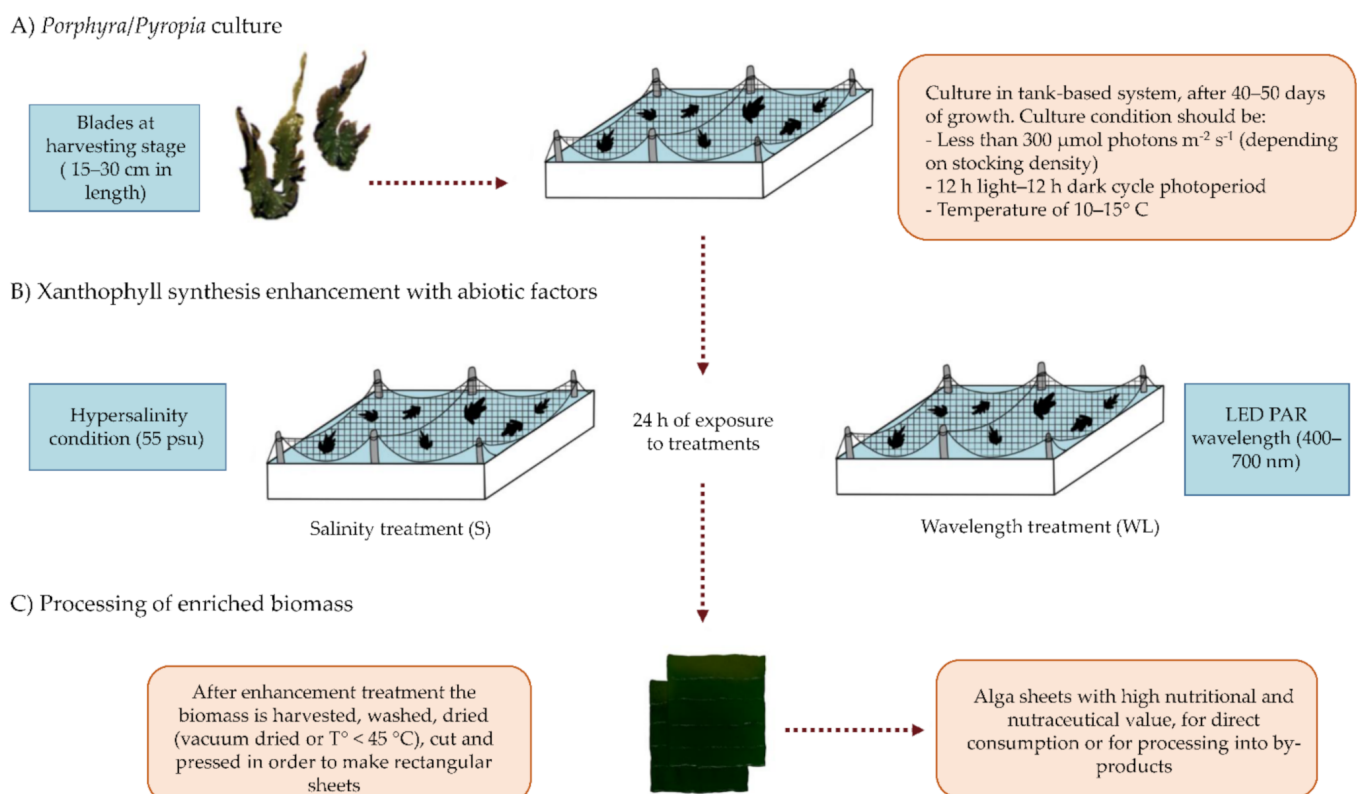 A) Porphyra/Pyropia culture
Blades at
harvesting stage
( 15–30 cm in
length)
Culture in tank-based system, after 40–50 days
of growth. Culture condition should be:
- Less than 300 μmol photons m⁻² s⁻¹ (depending
on stocking density)
- 12 h light–12 h dark cycle photoperiod
- Temperature of 10–15° C
B) Xanthophyll synthesis enhancement with abiotic factors
Hypersalinity
condition (55 psu)
24 h of exposure
to treatments
LED PAR
wavelength (400–
700 nm)
Salinity treatment (S)
Wavelength treatment (WL)
C) Processing of enriched biomass
After enhancement treatment the
biomass is harvested, washed, dried
(vacuum dried or T° < 45 °C), cut and
pressed in order to make rectangular
sheets
Alga sheets with high nutritional and
nutraceutical value, for direct
consumption or for processing into by-
products